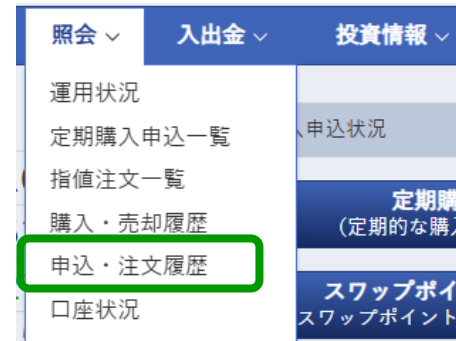 照会 入出金 投資情報
運用状況
定期購入申込一覧
申込状況
指値注文一覧
定期購
購入・売却履歴
(定期的な購入
申込・注文履歴
スワップポイ
口座状況
スワップポイント